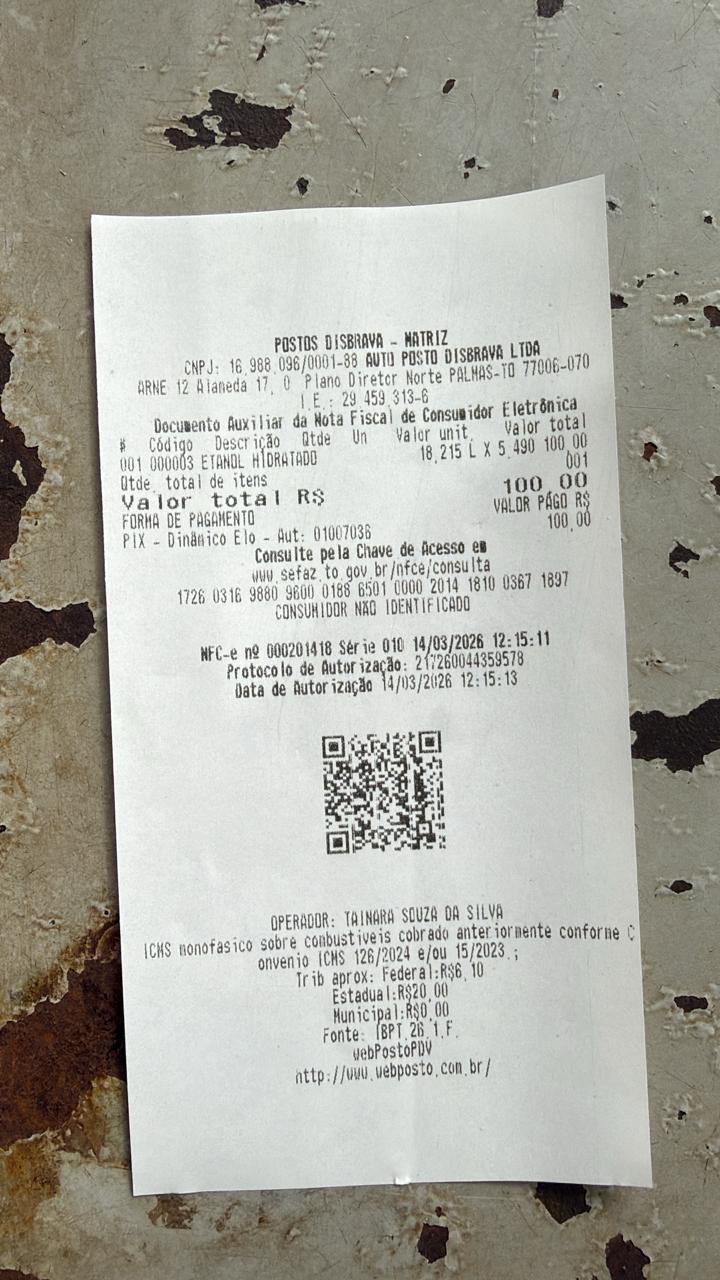 POSTOS DISBRAVA - MATRIZ
CNPJ: 16.988.096/0001-88 AUTO POSTO DISBRAVA LTDA
ARNE 12 Alameda 17, 0 Plano Diretor Norte PALMAS-TO 77006-070
I.E.: 29.459.313-6
Documento Auxiliar da Nota Fiscal de Consumidor Eletrônica
# Código Descrição Qtde Un Valor unit. Valor total
001 000003 ETANOL HIDRATADO 18,215 L X 5,490 100,00
Qtde. total de itens 001
Valor total R$ 100,00
FORMA DE PAGAMENTO VALOR PAGO R$
PIX - Dinâmico Elo - Aut: 01007036 100,00
Consulte pela Chave de Acesso em
www.sefaz.to.gov.br/nfce/consulta
1726 0316 9880 9600 0188 6501 0000 2014 1810 0367 1897
CONSUMIDOR NÃO IDENTIFICADO
NFC-e nº 000201418 Série 010 14/03/2026 12:15:11
Protocolo de Autorização: 217260044359578
Data de Autorização 14/03/2026 12:15:13
OPERADOR: TAINARA SOUZA DA SILVA
ICMS monofasico sobre combustiveis cobrado anteriormente conforme C
onvenio ICMS 126/2024 e/ou 15/2023.;
Trib aprox: Federal:R$6,10
Estadual:R$20,00
Municipal:R$0,00
Fonte: IBPT.26.1.F.
webPostoPDV
http://www.webposto.com.br/